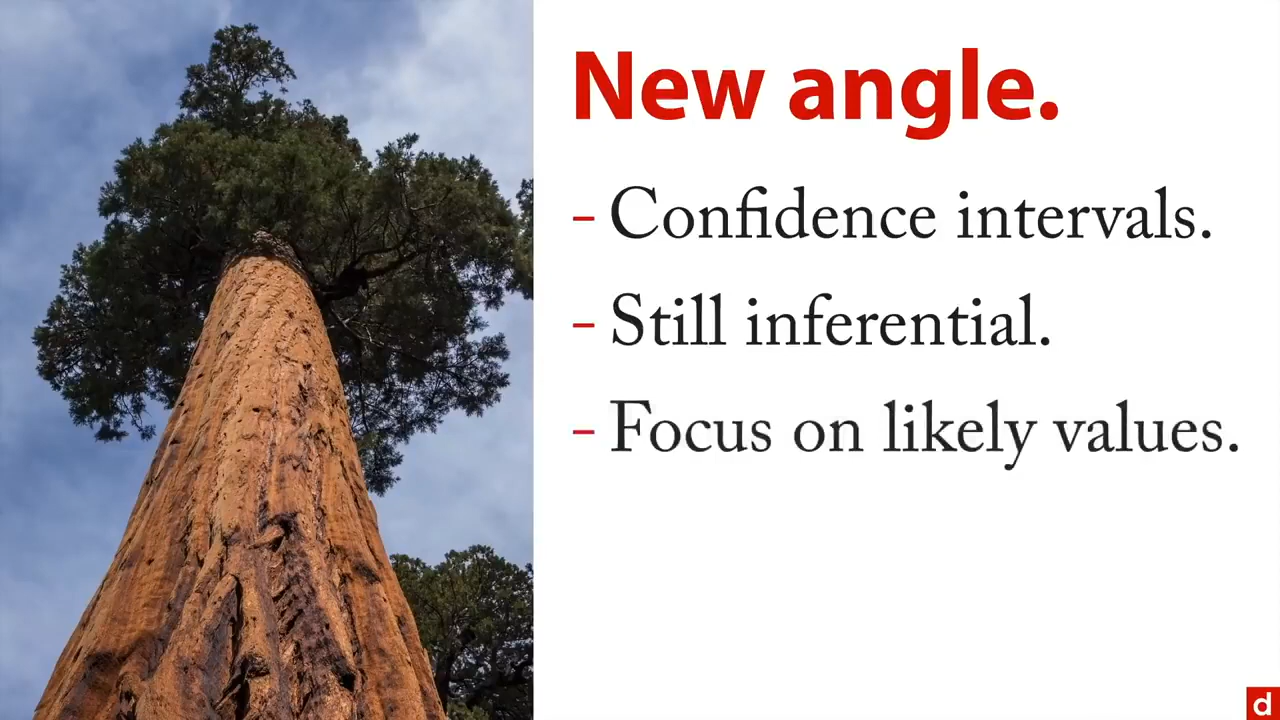 New angle.
- Confidence intervals.
- Still inferential.
- Focus on likely values.
d